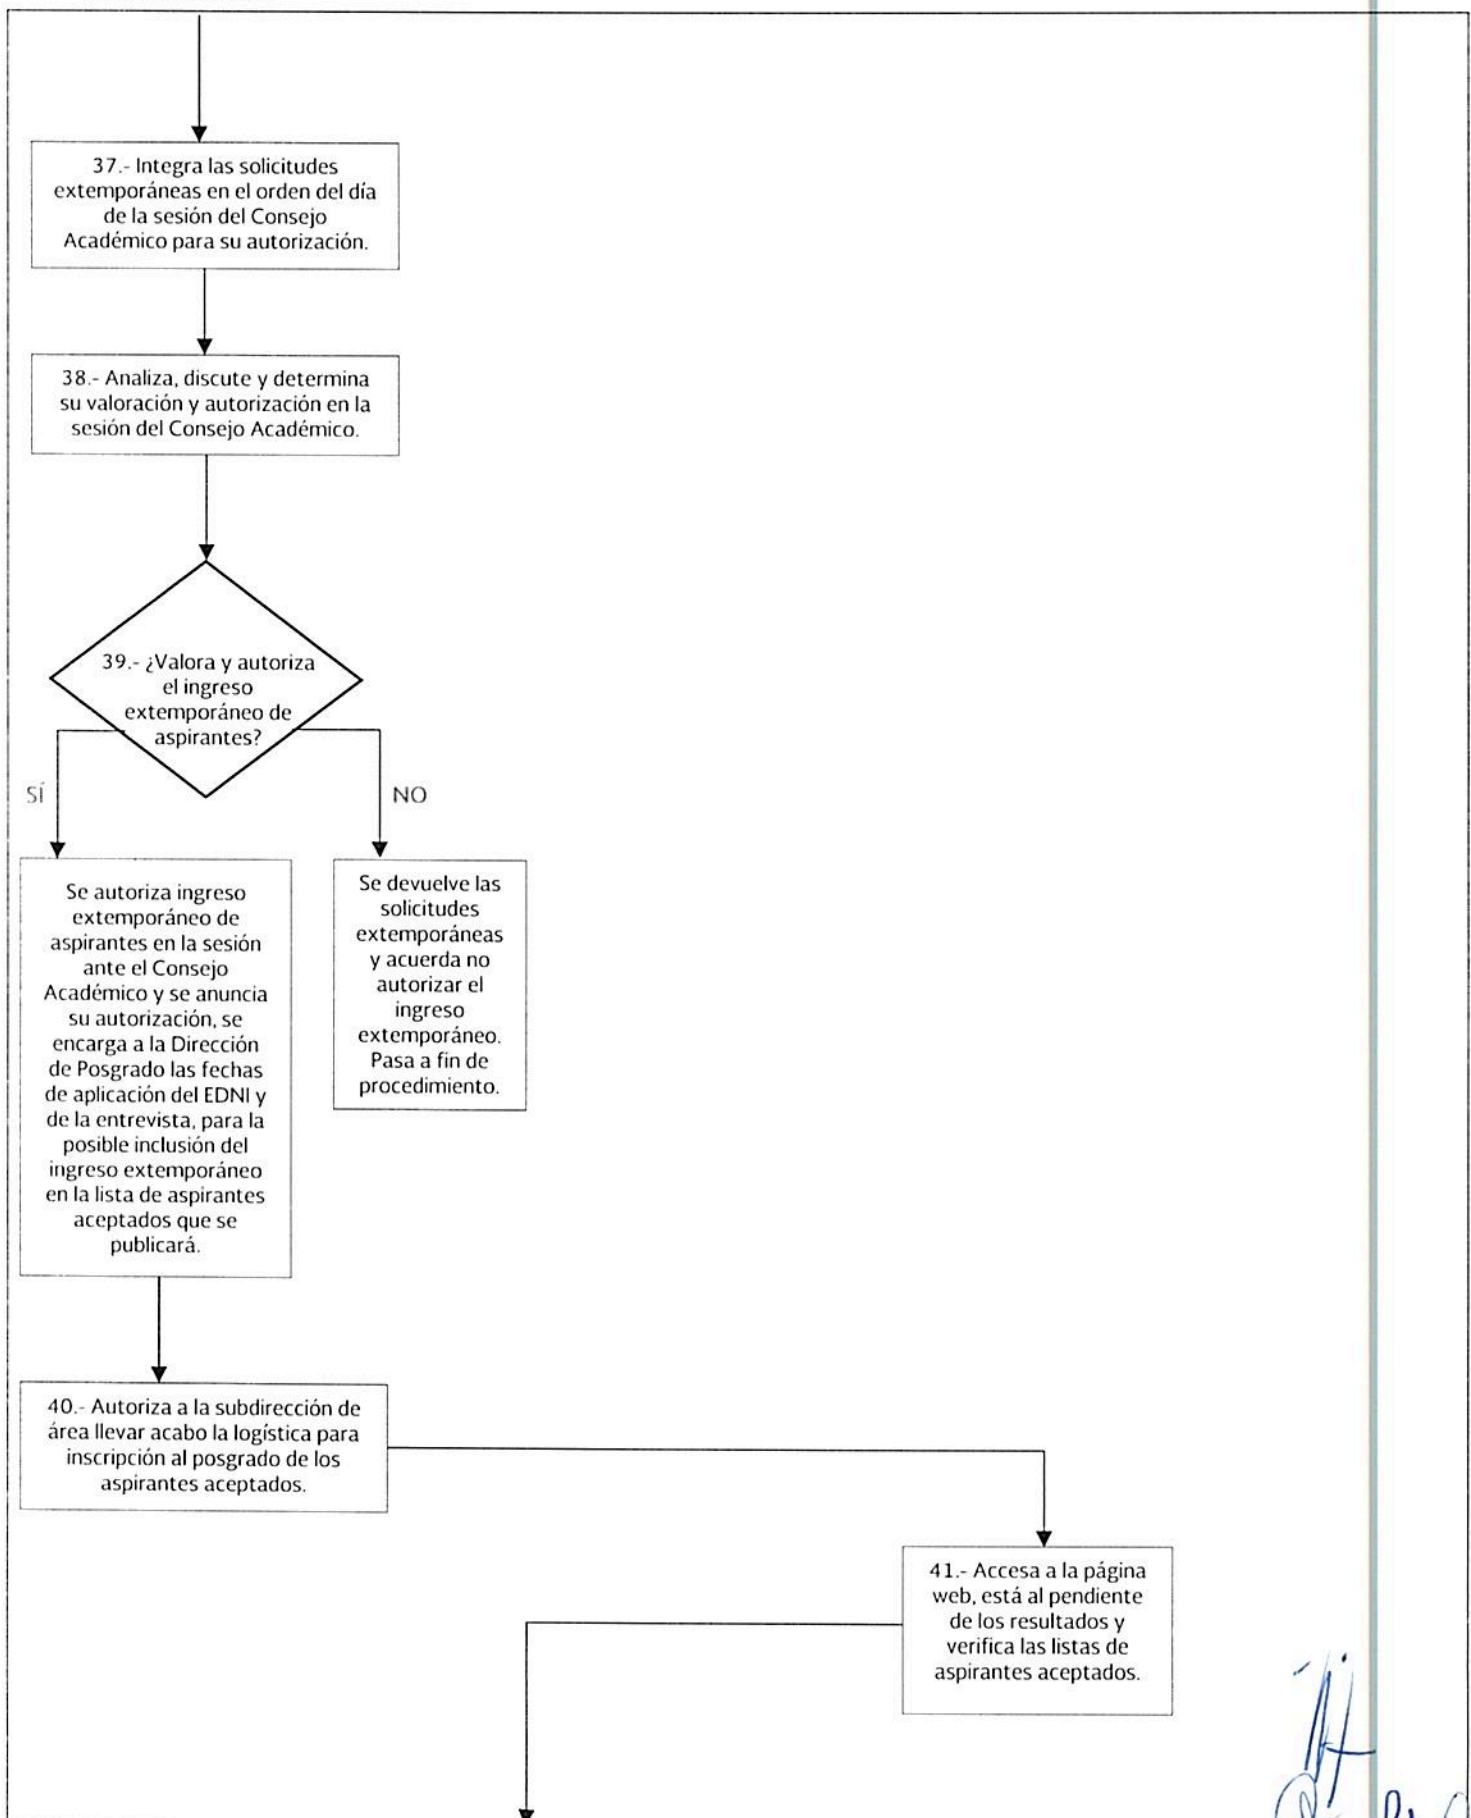 37.- Integra las solicitudes
extemporáneas en el orden del día
de la sesión del Consejo
Académico para su autorización.
38.- Analiza, discute y determina
su valoración y autorización en la
sesión del Consejo Académico.
39.- ¿Valora y autoriza
el ingreso
extemporáneo de
aspirantes?
SÍ
NO
Se autoriza ingreso
extemporáneo de
aspirantes en la sesión
ante el Consejo
Académico y se anuncia
su autorización, se
encarga a la Dirección
de Posgrado las fechas
de aplicación del EDNI y
de la entrevista, para la
posible inclusión del
ingreso extemporáneo
en la lista de aspirantes
aceptados que se
publicará.
Se devuelve las
solicitudes
extemporáneas
y acuerda no
autorizar el
ingreso
extemporáneo.
Pasa a fin de
procedimiento.
40.- Autoriza a la subdirección de
área llevar acabo la logística para
inscripción al posgrado de los
aspirantes aceptados.
41.- Accesa a la página
web, está al pendiente
de los resultados y
verifica las listas de
aspirantes aceptados.